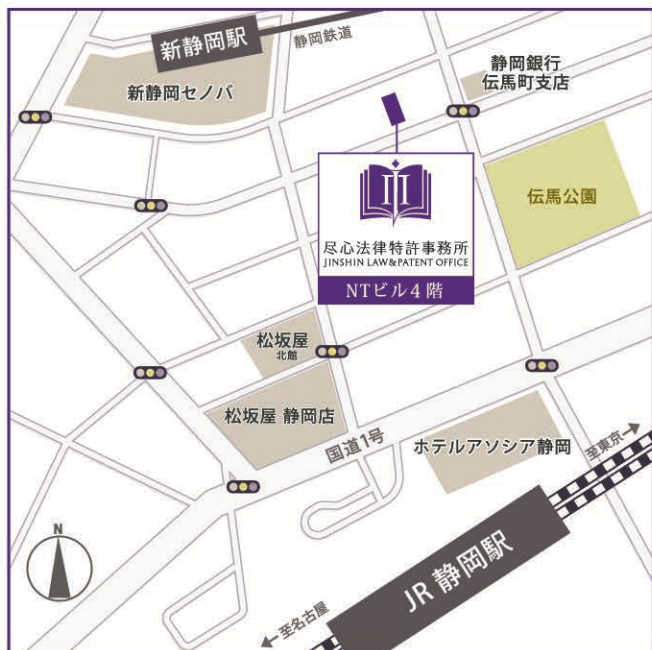 新静岡駅
静岡鉄道
新静岡セノバ
静岡銀行
伝馬町支店
伝馬公園
尽心法律特許事務所
JINSHIN LAW&PATENT OFFICE
NTビル4階
松坂屋
北館
松坂屋 静岡店
国道1号
ホテルアソシア静岡
至東京→
JR 静岡駅
←至名古屋
N